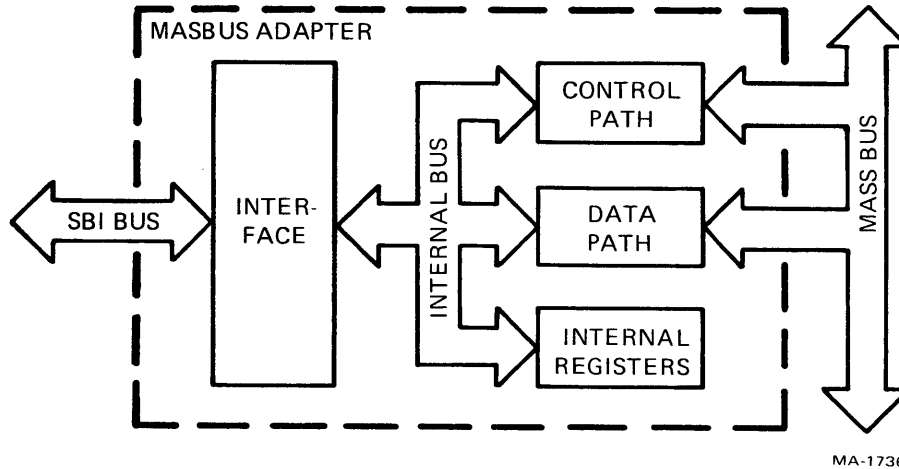 MASBUS ADAPTER
SBI BUS
INTER-
FACE
INTERNAL BUS
CONTROL
PATH
DATA
PATH
INTERNAL
REGISTERS
MASS BUS
MA-1736